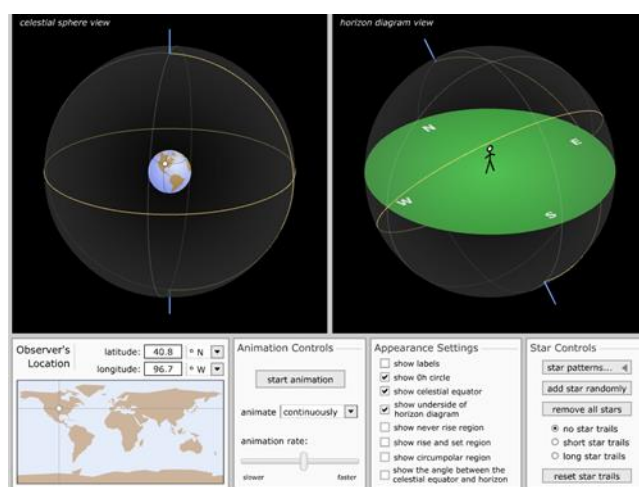 celestial sphere view
horizon diagram view
N
E
W
S
Observer's
Location
latitude: 40.8 ° N
longitude: 96.7 ° W
Animation Controls
start animation
animate continuously
animation rate:
slower faster
Appearance Settings
show labels
show 0h circle
show celestial equator
show underside of
horizon diagram
show never rise region
show rise and set region
show circumpolar region
show the angle between the
celestial equator and horizon
Star Controls
star patterns...
add star randomly
remove all stars
no star trails
short star trails
long star trails
reset star trails